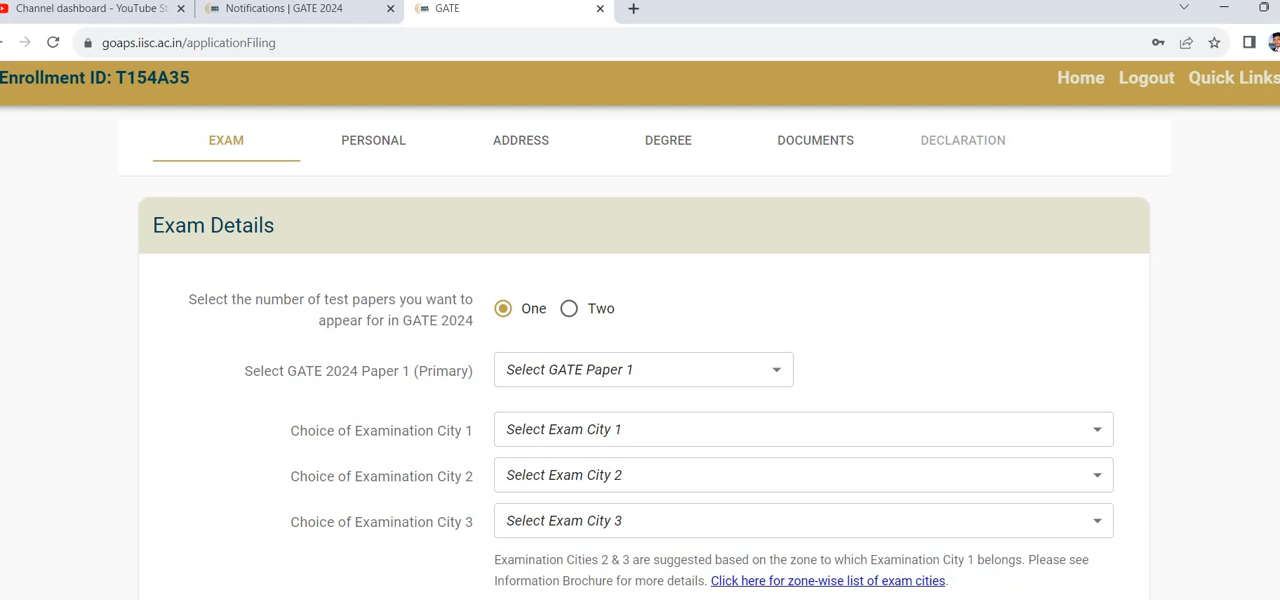 Channel dashboard - YouTube St
Notifications | GATE 2024
GATE
goaps.iisc.ac.in/applicationFiling
Enrollment ID: T154A35
Home Logout Quick Links
EXAM PERSONAL ADDRESS DEGREE DOCUMENTS DECLARATION
Exam Details
Select the number of test papers you want to
appear for in GATE 2024
One Two
Select GATE 2024 Paper 1 (Primary)
Select GATE Paper 1
Choice of Examination City 1
Select Exam City 1
Choice of Examination City 2
Select Exam City 2
Choice of Examination City 3
Select Exam City 3
Examination Cities 2 & 3 are suggested based on the zone to which Examination City 1 belongs. Please see
Information Brochure for more details. Click here for zone-wise list of exam cities.